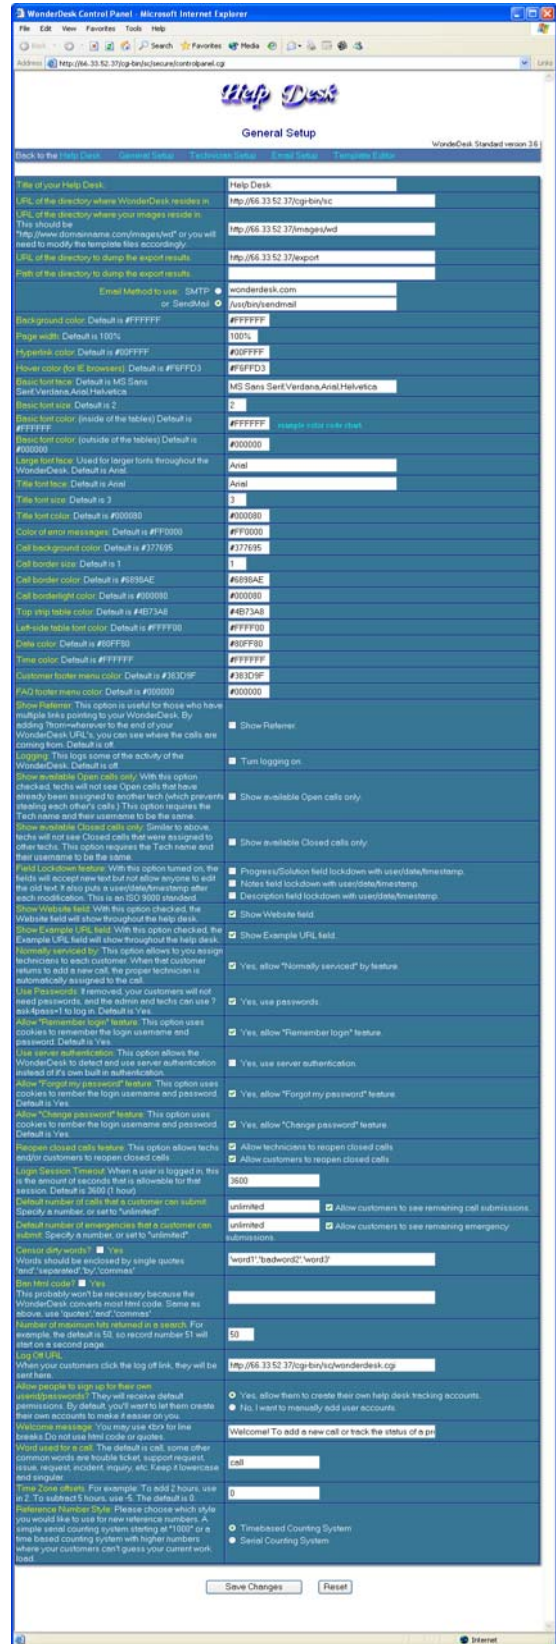 WonderDesk Control Panel - Microsoft Internet Explorer
File Edit View Favorites Tools Help
Back Search Favorites Media
Address http://66.33.52.37/cgi-bin/sc/secure/controlpanel.cgi Links
Help Desk
General Setup
WonderDesk Standard version 3.6 |
Back to the Help Desk. General Setup Technician Setup Email Setup Template Editor
Title of your Help Desk: Help Desk
URL of the directory where WonderDesk resides in http://66.33.52.37/cgi-bin/sc
URL of the directory where your images reside in.
This should be
"http://www.domainname.com/images/wd" or you will
need to modify the template files accordingly. http://66.33.52.37/images/wd
URL of the directory to dump the export results. http://66.33.52.37/export
Path of the directory to dump the export results.
Email Method to use: SMTP wonderdesk.com
or SendMail /usr/bin/sendmail
Background color: Default is #FFFFFF #FFFFFF
Page width: Default is 100% 100%
Hyperlink color: Default is #00FFFF #00FFFF
Hover color (for IE browsers): Default is #F6FFD3 #F6FFD3
Basic font face: Default is MS Sans
Serif,Verdana,Arial,Helvetica MS Sans Serif,Verdana,Arial,Helvetica
Basic font size: Default is 2 2
Basic font color: (inside of the tables) Default is
#FFFFFF #FFFFFF example color code chart
Basic font color: (outside of the tables) Default is
#000000 #000000
Large font face: Used for larger fonts throughout the
WonderDesk. Default is Arial. Arial
Title font face: Default is Arial Arial
Title font size: Default is 3 3
Title font color: Default is #000080 #000080
Color of error messages: Default is #FF0000 #FF0000
Call background color: Default is #377695 #377695
Call border size: Default is 1 1
Call border color: Default is #6898AE #6898AE
Call borderlight color: Default is #000080 #000080
Top strip table color: Default is #4B73A8 #4B73A8
Left-side table font color: Default is #FFFF00 #FFFF00
Date color: Default is #80FF80 #80FF80
Time color: Default is #FFFFFF #FFFFFF
Customer footer menu color: Default is #383D9F #383D9F
FAQ footer menu color: Default is #000000 #000000
Show Referrer: This option is useful for those who have
multiple links pointing to your WonderDesk. By
adding ?from=wherever to the end of your
WonderDesk URL's, you can see where the calls are
coming from. Default is off. Show Referrer
Logging: This logs some of the activity of the
WonderDesk. Default is off. Turn logging on.
Show available Open calls only: With this option
checked, techs will not see Open calls that have
already been assigned to another tech (which prevents
stealing each other's calls.) This option requires the
Tech name and their username to be the same. Show available Open calls only.
Show available Closed calls only: Similar to above,
techs will not see Closed calls that were assigned to
other techs. This option requires the Tech name and
their username to be the same. Show available Closed calls only.
Field Lockdown feature: With this option turned on, the
fields will accept new text but not allow anyone to edit
the old text. It also puts a user/date/timestamp after
each modification. This is an ISO 9000 standard.
Progress/Solution field lockdown with user/date/timestamp.
Notes field lockdown with user/date/timestamp.
Description field lockdown with user/date/timestamp.
Show Website field: With this option checked, the
Website field will show throughout the help desk. Show Website field.
Show Example URL field: With this option checked, the
Example URL field will show throughout the help desk. Show Example URL field.
Normally serviced by: This option allows to you assign
technicians to each customer. When that customer
returns to add a new call, the proper technician is
automatically assigned to the call. Yes, allow "Normally serviced" by feature.
Use Passwords: If removed, your customers will not
need passwords, and the admin and techs can use ?
ask4pass=1 to log in. Default is Yes. Yes, use passwords.
Allow "Remember login" feature: This option uses
cookies to remember the login username and
password. Default is Yes. Yes, allow "Remember login" feature.
Use server authentication: This option allows the
WonderDesk to detect and use server authentication
instead of it's own built in authentication. Yes, use server authentication.
Allow "Forgot my password" feature: This option uses
cookies to rember the login username and password.
Default is Yes. Yes, allow "Forgot my password" feature.
Allow "Change password" feature: This option uses
cookies to rember the login username and password.
Default is Yes. Yes, allow "Change password" feature
Reopen closed calls feature: This option allows techs
and/or customers to reopen closed calls.
Allow technicians to reopen closed calls
Allow customers to reopen closed calls
Login Session Timeout: When a user is logged in, this
is the amount of seconds that is allowable for that
session. Default is 3600 (1 hour) 3600
Default number of calls that a customer can submit:
Specify a number, or set to "unlimited". unlimited Allow customers to see remaining call submissions.
Default number of emergencies that a customer can
submit: Specify a number, or set to "unlimited". unlimited Allow customers to see remaining emergency
submissions.
Censor dirty words? Yes
Words should be enclosed by single quotes
'and','separated','by','commas' 'word1','badword2','word3'
Ban html code? Yes
This probably won't be necessary because the
WonderDesk converts most html code. Same as
above, use 'quotes','and','commas'
Number of maximum hits returned in a search: For
example, the default is 50, so record number 51 will
start on a second page. 50
Log Off URL
When your customers click the log off link, they will be
sent here. http://66.33.52.37/cgi-bin/sc/wonderdesk.cgi
Allow people to sign up for their own
userid/passwords? They will receive default
permissions. By default, you'll want to let them create
their own accounts to make it easier on you.
Yes, allow them to create their own help desk tracking accounts.
No, I want to manually add user accounts.
Welcome message: You may use <br> for line
breaks.Do not use html code or quotes. Welcome! To add a new call or track the status of a pr
Word used for a call: The default is call, some other
common words are trouble ticket, support request,
issue, request, incident, inquiry, etc. Keep it lowercase
and singular. call
Time Zone offsets: For example: To add 2 hours, use
in 2. To subtract 5 hours, use -5. The default is 0. 0
Reference Number Style: Please choose which style
you would like to use for new reference numbers. A
simple serial counting system starting at "1000" or a
time based counting system with higher numbers
where your customers can't guess your current work
load.
Timebased Counting System
Serial Counting System
Save Changes Reset
Internet